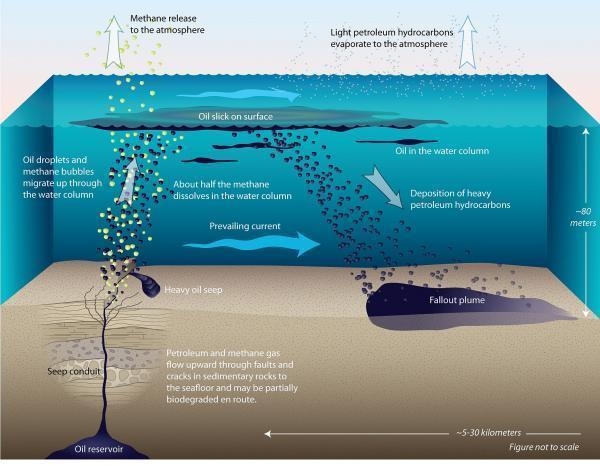 Methane release
to the atmosphere
Light petroleum hydrocarbons
evaporate to the atmosphere
Oil slick on surface
Oil in the water column
Oil droplets and
methane bubbles
migrate up through
the water column
About half the methane
dissolves in the water column
Deposition of heavy
petroleum hydrocarbons
~80
meters
Prevailing current
Heavy oil seep
Fallout plume
Seep conduit
Petroleum and methane gas
flow upward through faults and
cracks in sedimentary rocks to
the seafloor and may be partially
biodegraded en route.
~5-30 kilometers
Figure not to scale
Oil reservoir